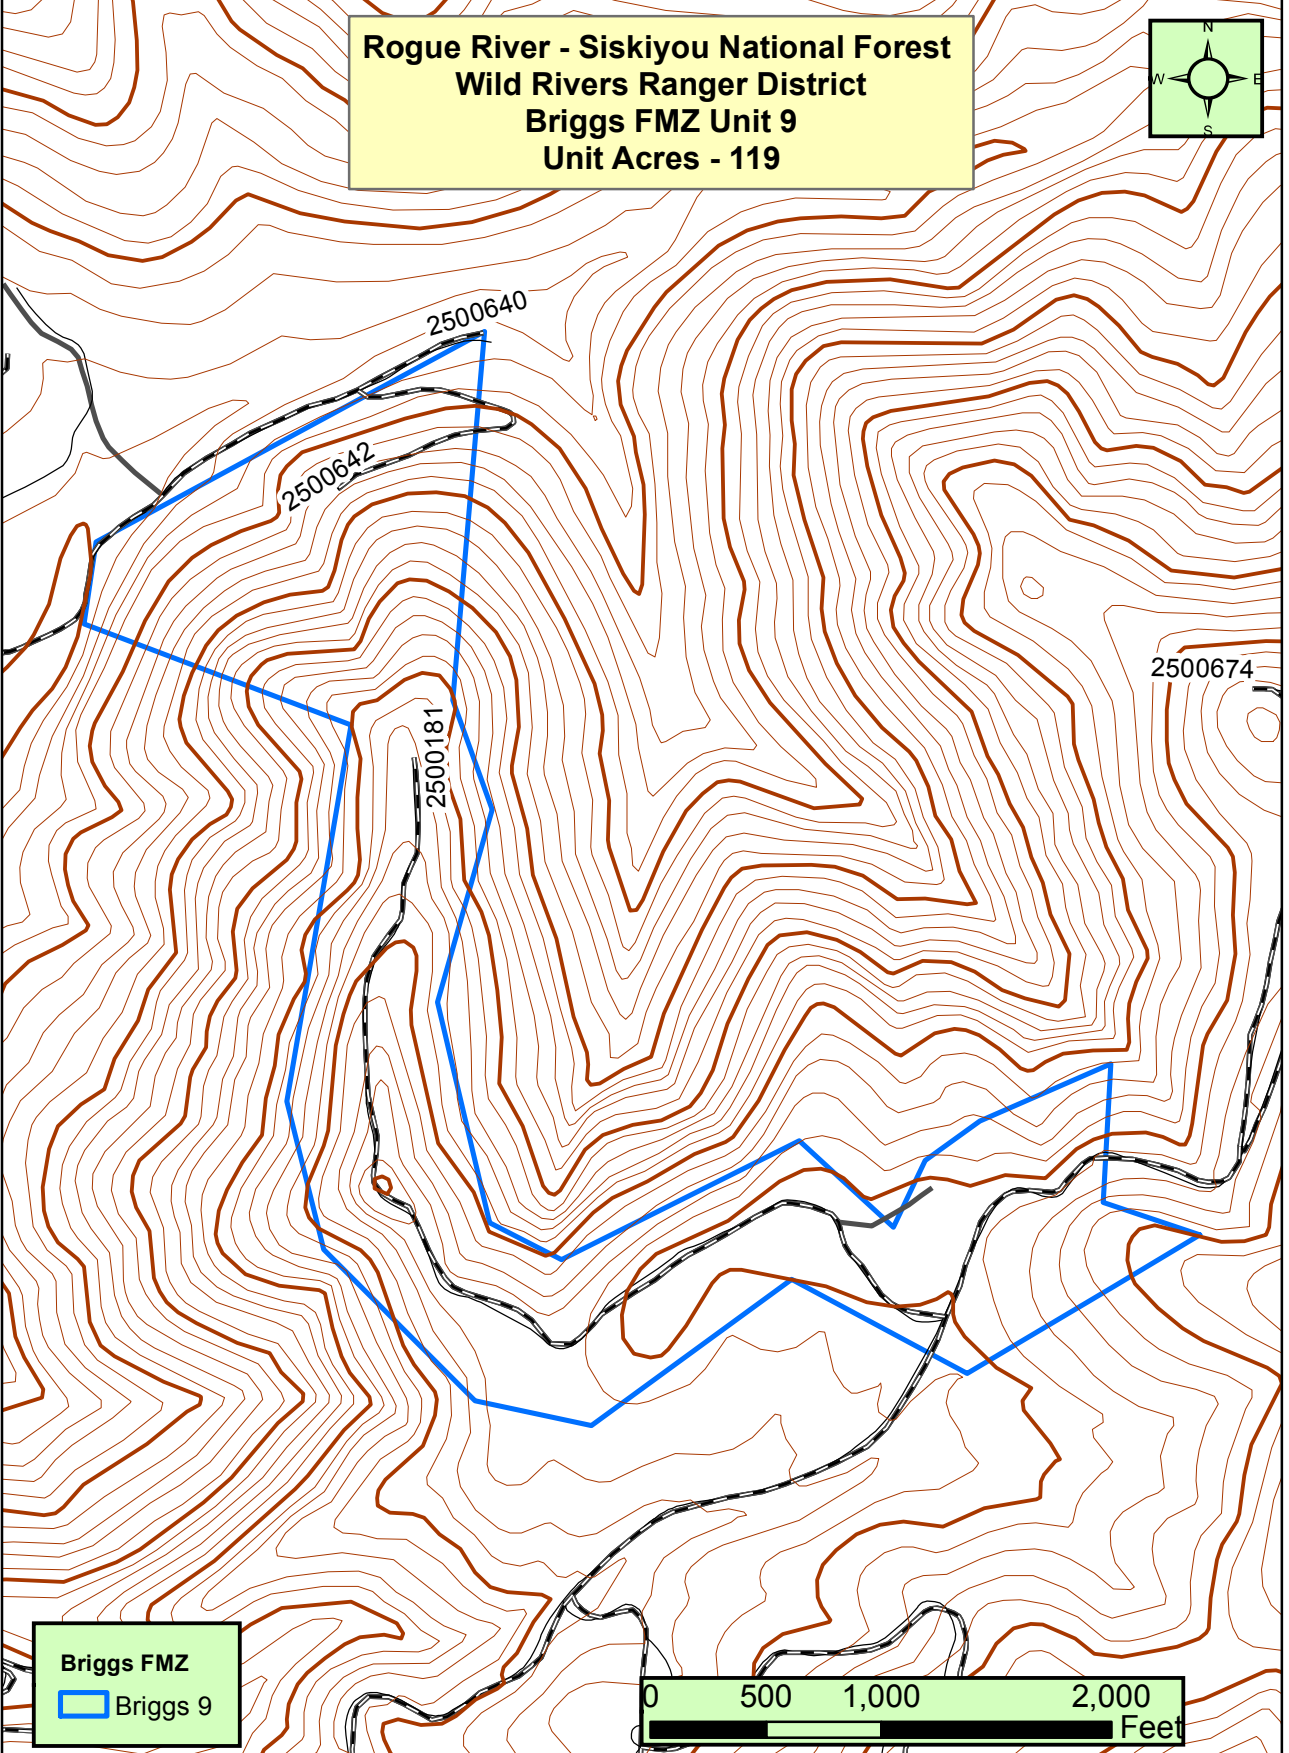 Rogue River - Siskiyou National Forest
Wild Rivers Ranger District
Briggs FMZ Unit 9
Unit Acres - 119
N
W E
S
2500640
2500642
2500674
2500181
Briggs FMZ
Briggs 9
0 500 1,000 2,000
Feet